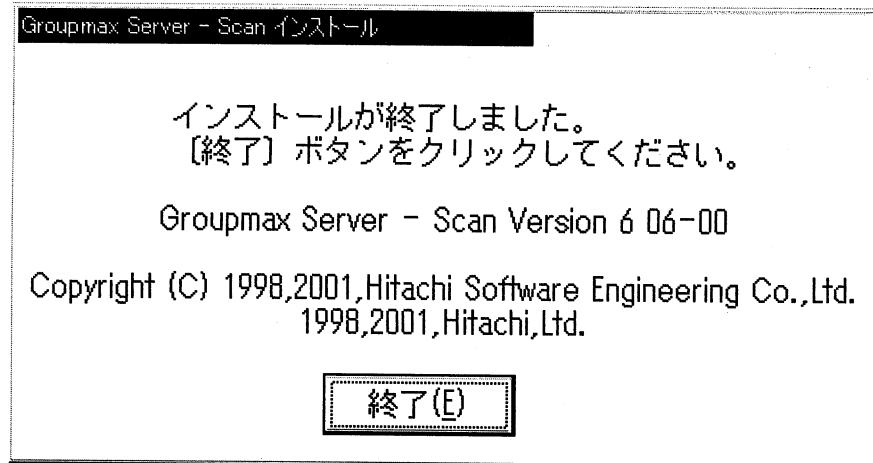 Groupmax Server - Scan インストール
インストールが終了しました。
［終了］ボタンをクリックしてください。
Groupmax Server - Scan Version 6 06-00
Copyright (C) 1998,2001,Hitachi Software Engineering Co.,Ltd.
1998,2001,Hitachi,Ltd.
終了(E)